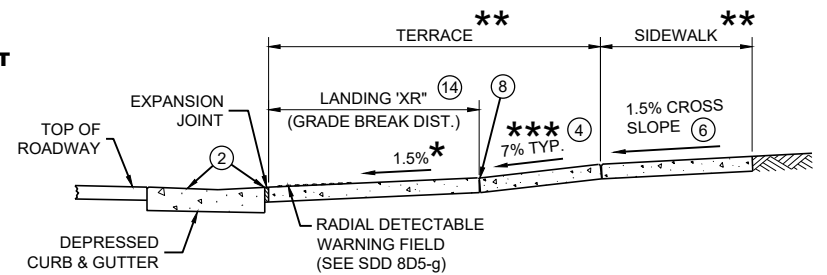 T
TERRACE **
SIDEWALK **
LANDING 'XR" 14
(GRADE BREAK DIST.)
8
EXPANSION
JOINT
*** 4
7% TYP.
1.5% CROSS
SLOPE 6
TOP OF
ROADWAY
2
1.5% *
DEPRESSED
CURB & GUTTER
RADIAL DETECTABLE
WARNING FIELD
(SEE SDD 8D5-g)